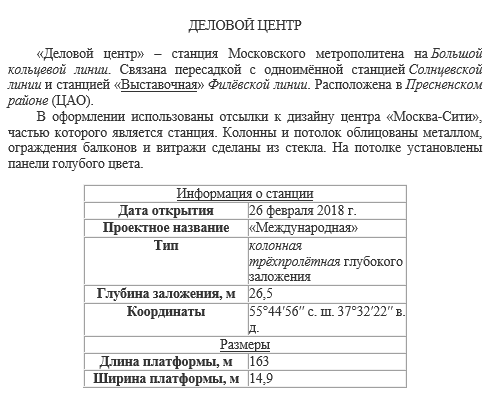 ДЕЛОВОЙ ЦЕНТР
«Деловой центр» – станция Московского метрополитена на Большой
кольцевой линии. Связана пересадкой с одноимённой станцией Солнцевской
линии и станцией «Выставочная» Филёвской линии. Расположена в Пресненском
районе (ЦАО).
В оформлении использованы отсылки к дизайну центра «Москва-Сити»,
частью которого является станция. Колонны и потолок облицованы металлом,
ограждения балконов и витражи сделаны из стекла. На потолке установлены
панели голубого цвета.
Информация о станции
Дата открытия 26 февраля 2018 г.
Проектное название «Международная»
Тип колонная
трёхпролётная глубокого
заложения
Глубина заложения, м 26,5
Координаты 55°44′56″ с. ш. 37°32′22″ в.
д.
Размеры
Длина платформы, м 163
Ширина платформы, м 14,9